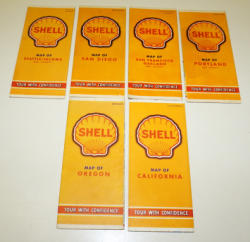 SHELL
MAP OF
SEATTLE-TACOMA
TOUR WITH CONFIDENCE
SHELL
MAP OF
SAN DIEGO
TOUR WITH CONFIDENCE
SHELL
MAP OF
SAN FRANCISCO
OAKLAND
TOUR WITH CONFIDENCE
SHELL
MAP OF
PORTLAND
TOUR WITH CONFIDENCE
SHELL
MAP OF
OREGON
TOUR WITH CONFIDENCE
SHELL
MAP OF
CALIFORNIA
TOUR WITH CONFIDENCE